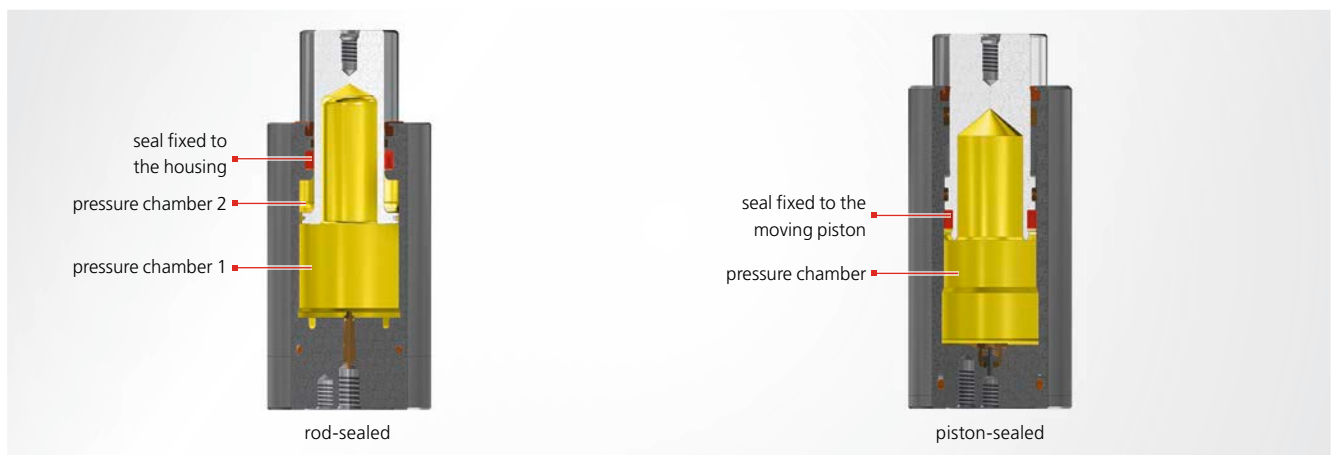 seal fixed to
the housing
pressure chamber 2
pressure chamber 1
rod-sealed
seal fixed to the
moving piston
pressure chamber
piston-sealed